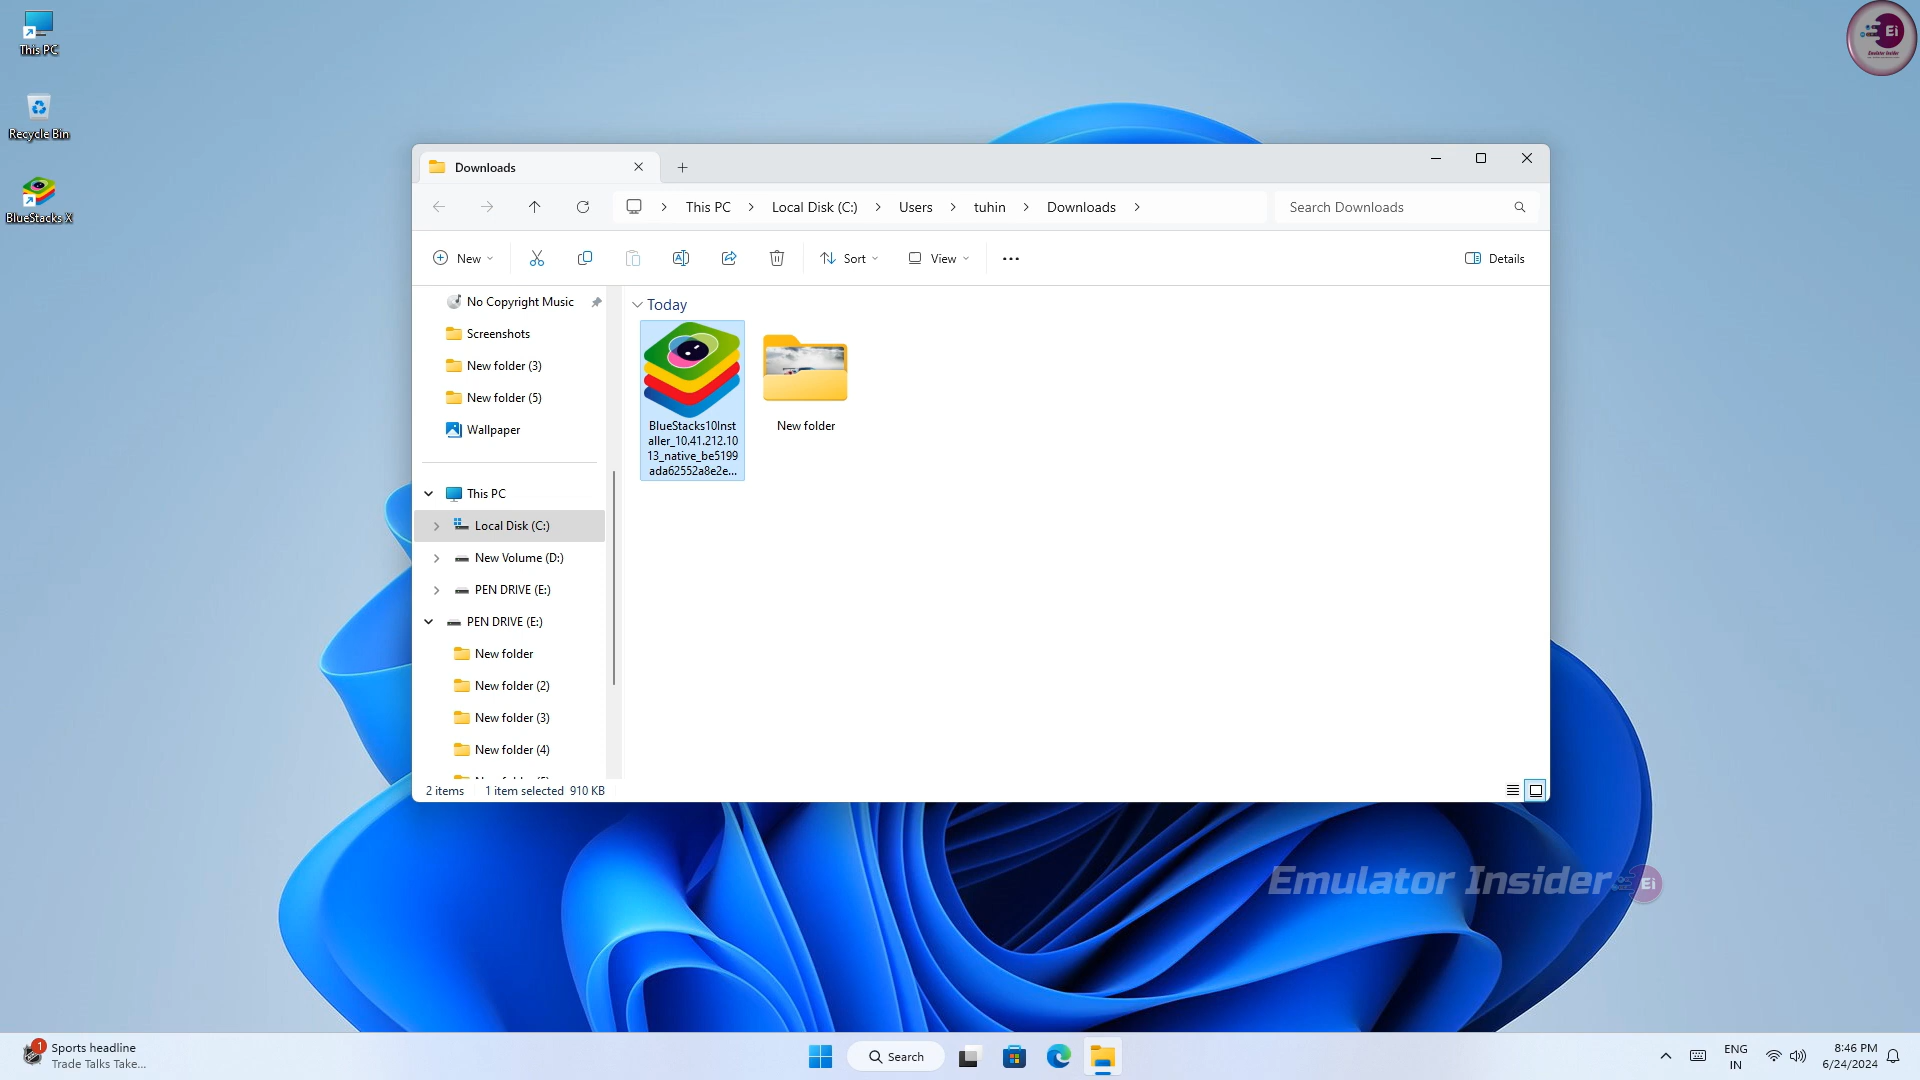 This PC
Recycle Bin
BlueStacks X
Ei
Emulator Insider
Downloads
This PC
Local Disk (C:)
Users
tuhin
Downloads
Search Downloads
New
Sort
View
Details
No Copyright Music
Screenshots
New folder (3)
New folder (5)
Wallpaper
This PC
Local Disk (C:)
New Volume (D:)
PEN DRIVE (E:)
PEN DRIVE (E:)
New folder
New folder (2)
New folder (3)
New folder (4)
Today
BlueStacks10Inst
aller_10.41.212.10
13_native_be5199
ada62552a8e2e...
New folder
2 items
1 item selected 910 KB
Emulator Insider
Ei
1
Sports headline
Trade Talks Take...
Search
ENG
IN
8:46 PM
6/24/2024